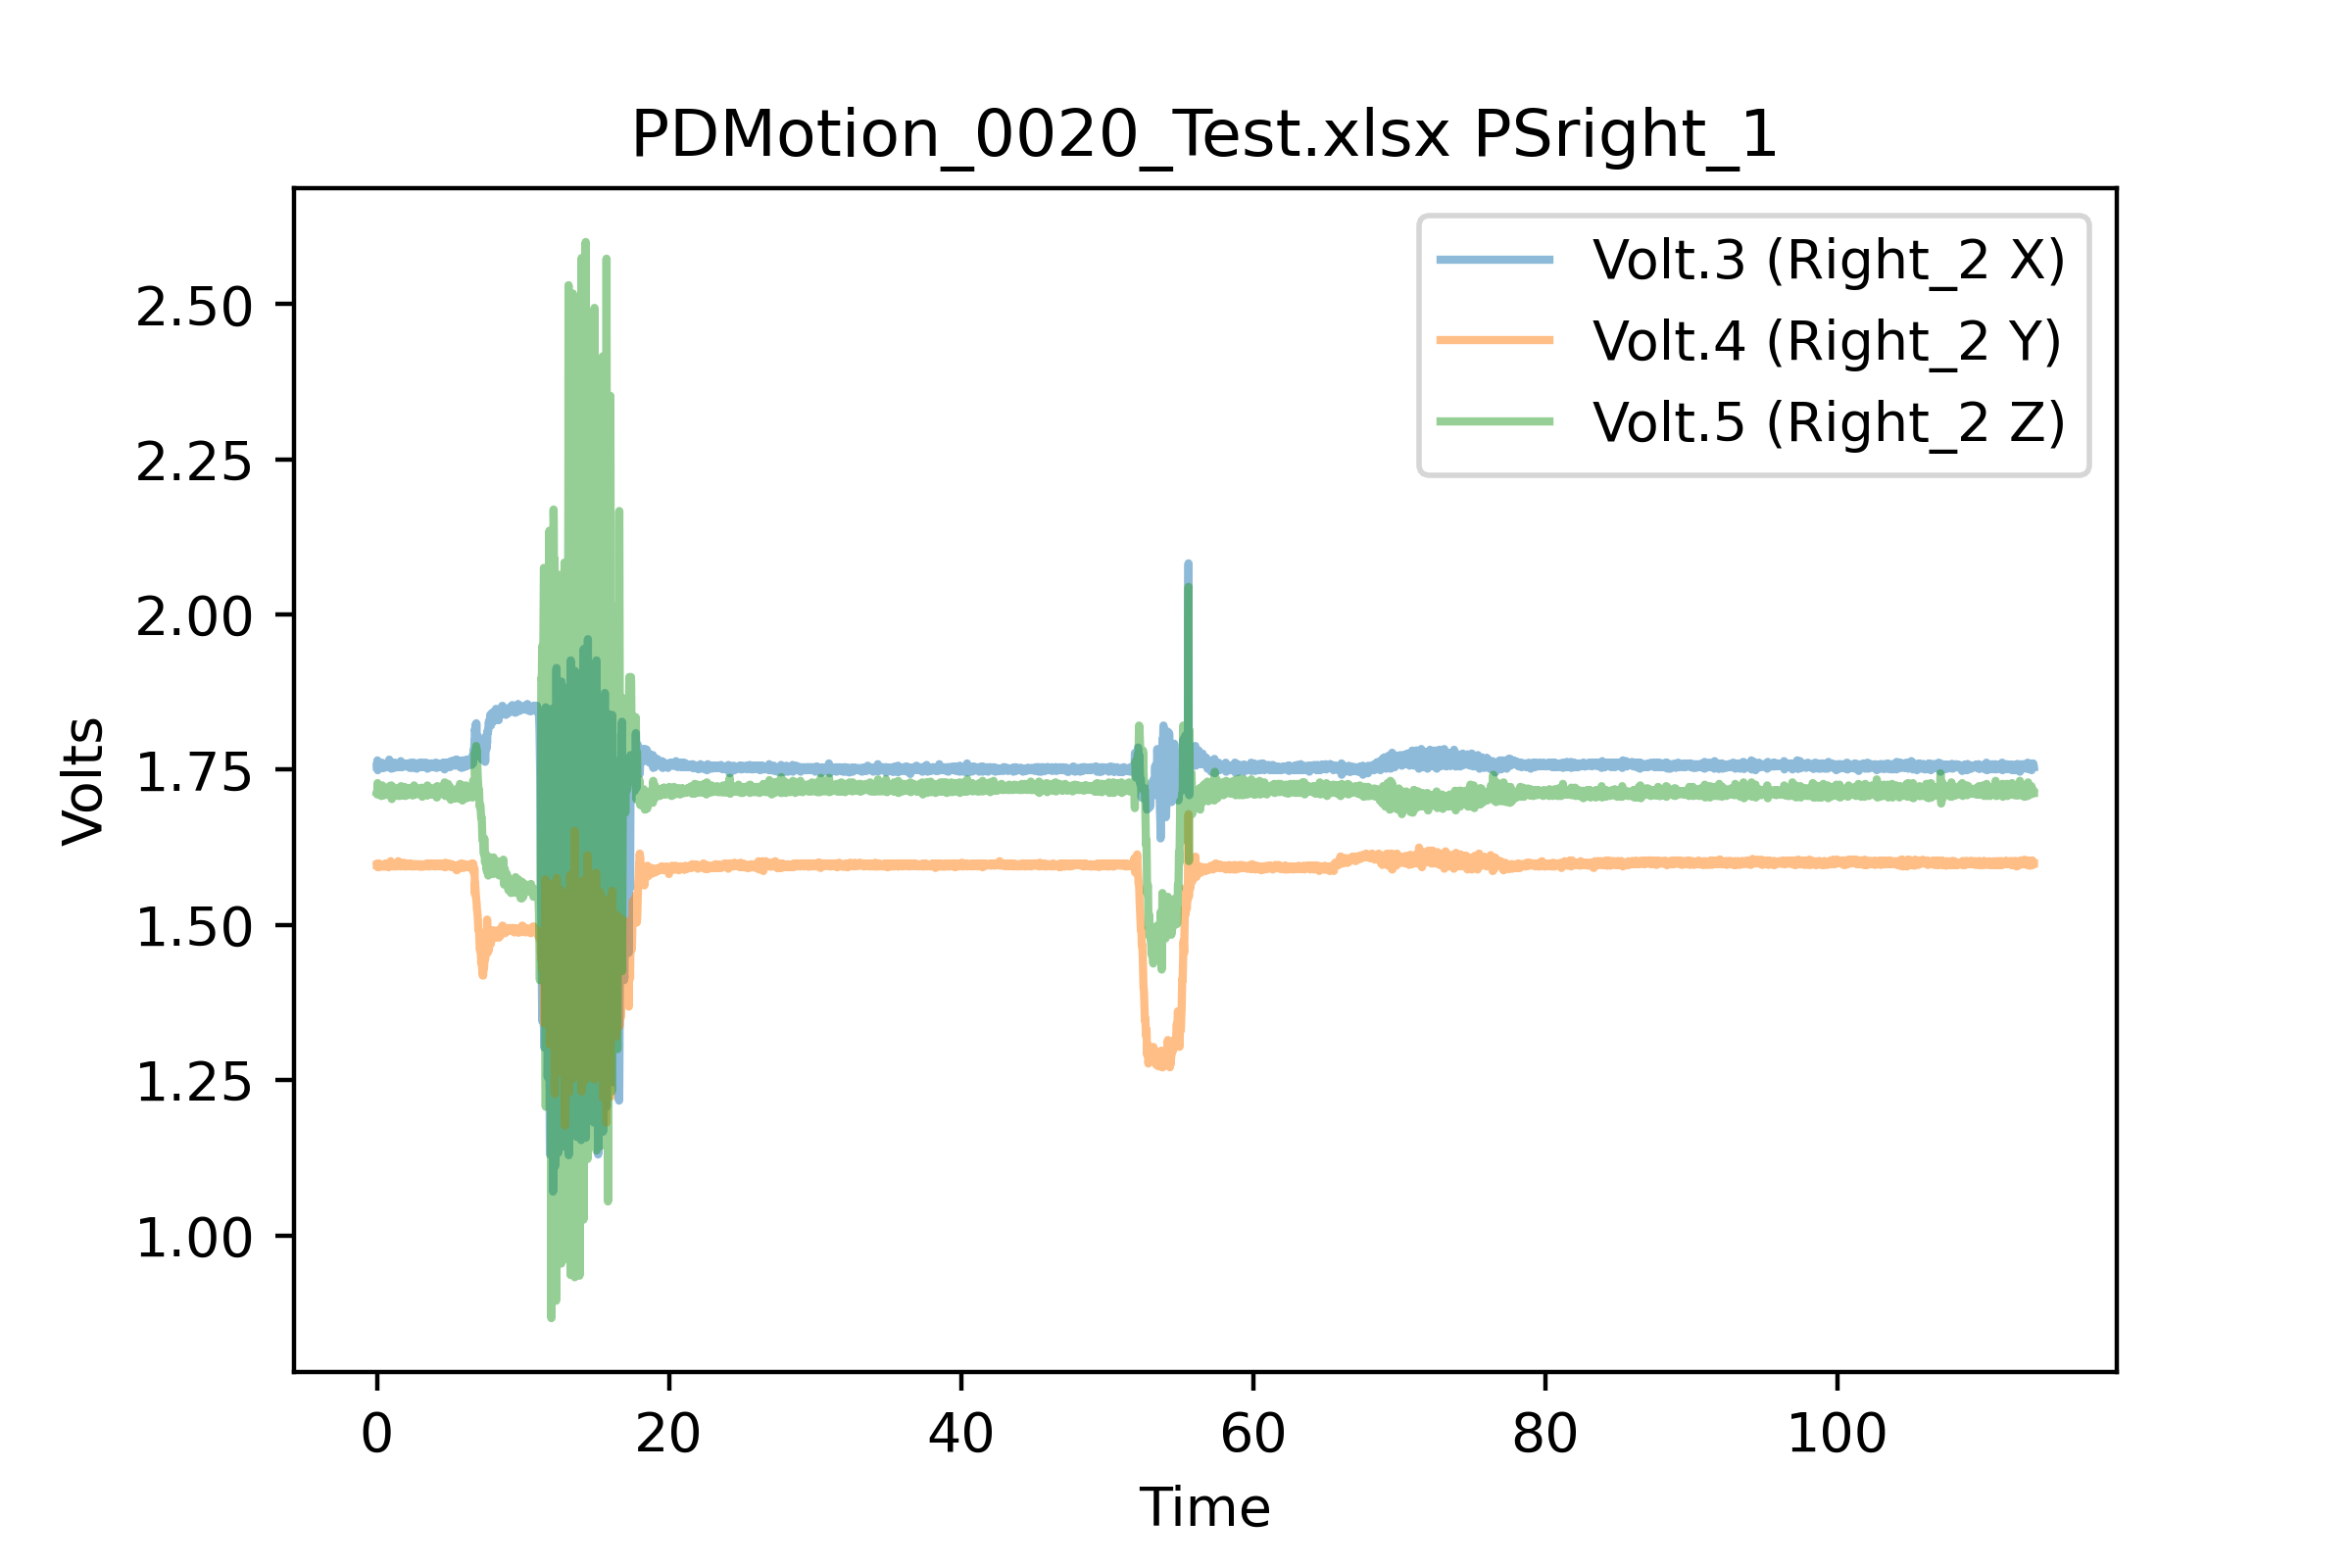 PDMotion_0020_Test.xlsx PSright_1
Volt.3 (Right_2 X)
Volt.4 (Right_2 Y)
Volt.5 (Right_2 Z)
2.50
2.25
2.00
1.75
1.50
1.25
1.00
Volts
0 20 40 60 80 100
Time